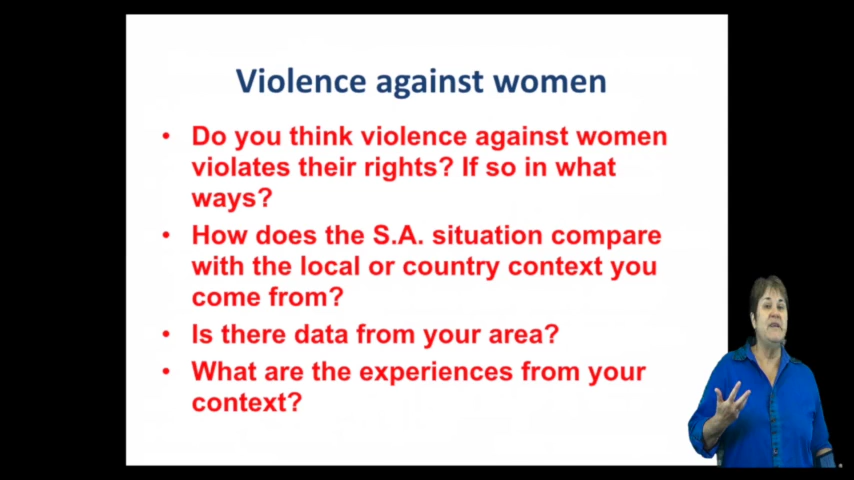 Violence against women
• Do you think violence against women
violates their rights? If so in what
ways?
• How does the S.A. situation compare
with the local or country context you
come from?
• Is there data from your area?
• What are the experiences from your
context?